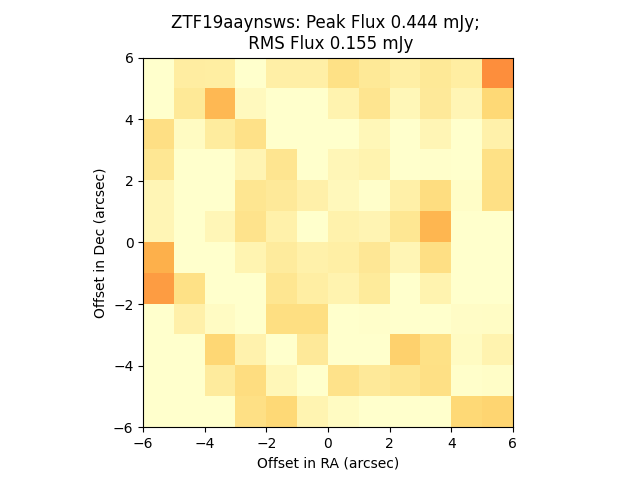 ZTF19aaynsws: Peak Flux 0.444 mJy;
RMS Flux 0.155 mJy
6
4
2
0
−2
−4
−6
Offset in Dec (arcsec)
−6 −4 −2 0 2 4 6
Offset in RA (arcsec)